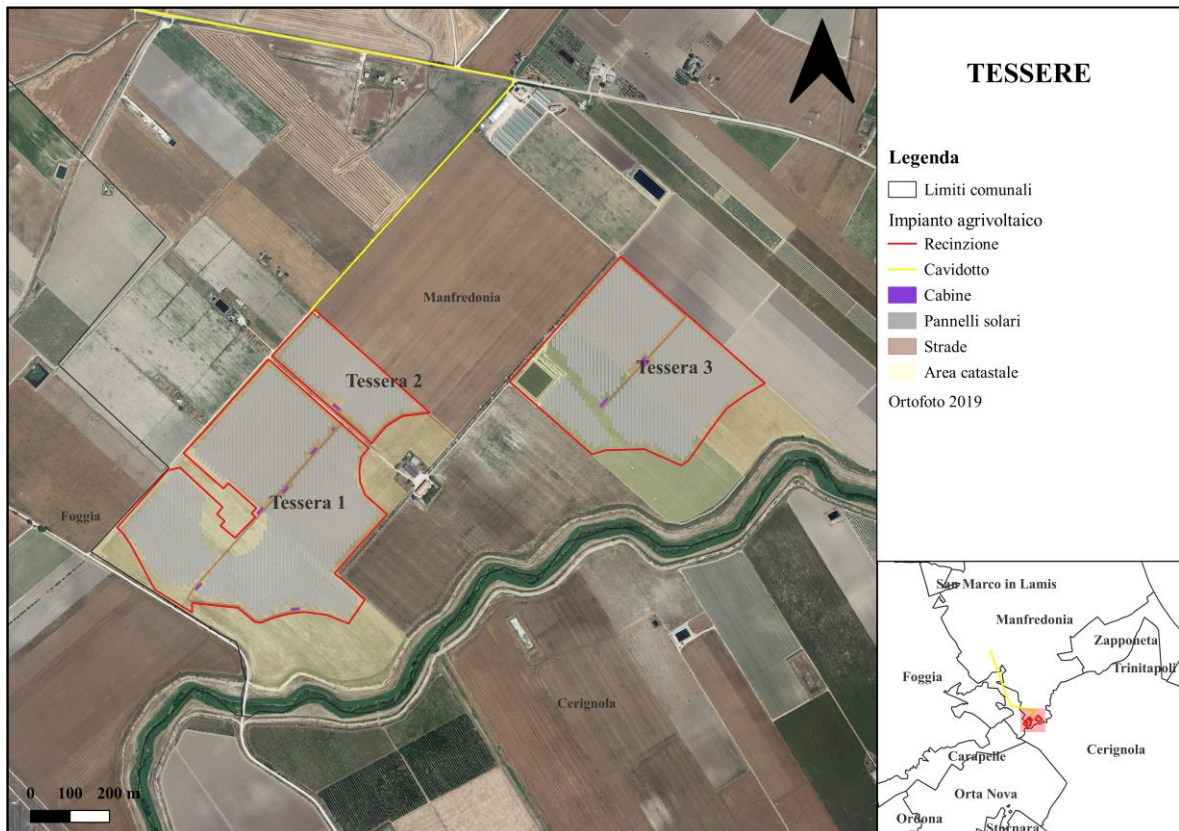 TESSERE
Legenda
Limiti comunali
Impianto agrivoltaico
Recinzione
Cavidotto
Cabine
Pannelli solari
Strade
Area catastale
Ortofoto 2019
Manfredonia
Tessera 2
Tessera 3
Tessera 1
Foggia
Cerignola
0 100 200 m
San Marco in Lamis
Manfredonia
Zapponeta
Trinitapoli
Foggia
Cerignola
Carapelle
Orta Nova
Ordona
Stornara